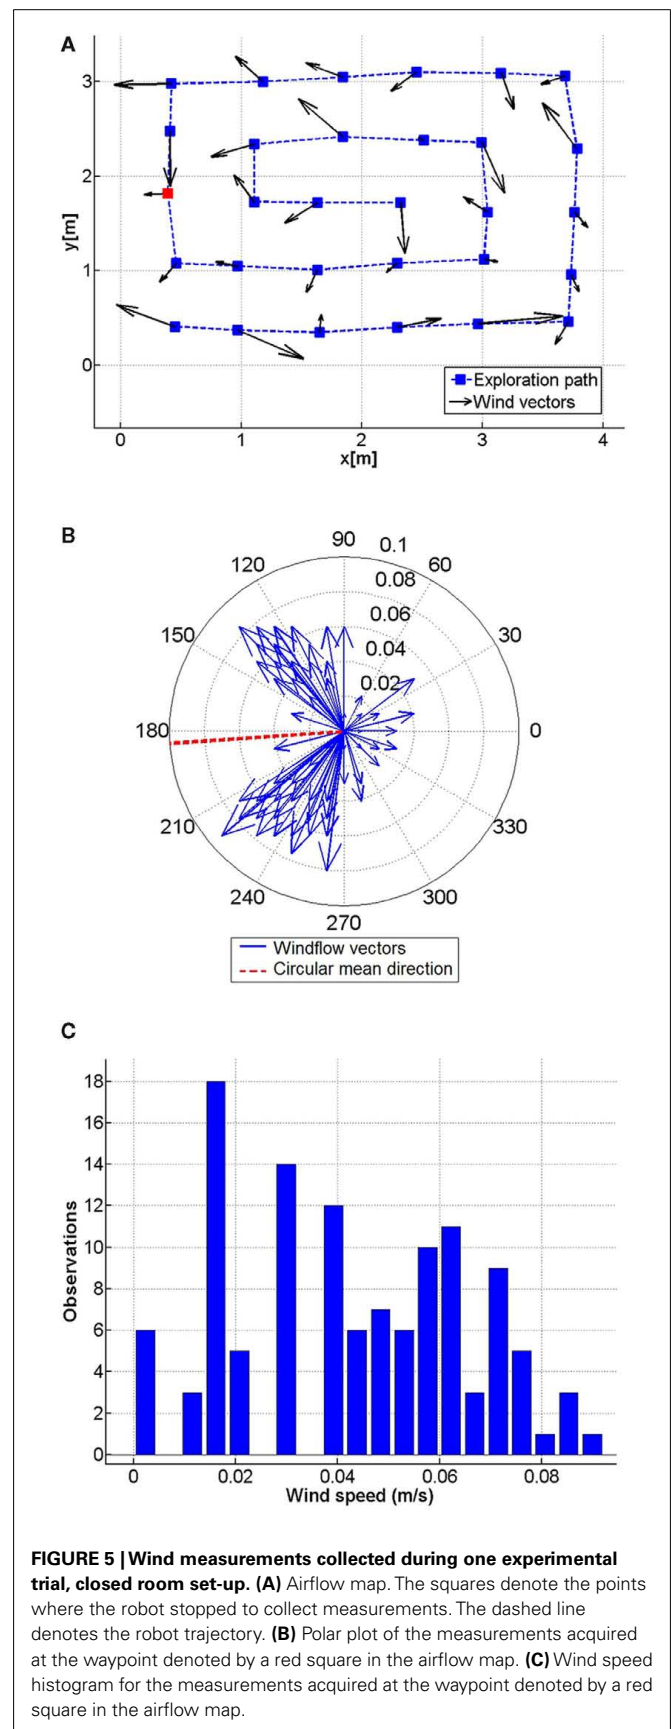 A
3
2
1
0
y[m]
0 1 2 3 4
x[m]
Exploration path
Wind vectors
B
90
0.1
120
60
0.08
0.06
150
30
0.04
0.02
180
0
210
330
240
300
270
Windflow vectors
Circular mean direction
C
18
16
14
12
10
8
6
4
2
0
Observations
0 0.02 0.04 0.06 0.08
Wind speed (m/s)
FIGURE 5 | Wind measurements collected during one experimental
trial, closed room set-up. (A) Airflow map. The squares denote the points
where the robot stopped to collect measurements. The dashed line
denotes the robot trajectory. (B) Polar plot of the measurements acquired
at the waypoint denoted by a red square in the airflow map. (C) Wind speed
histogram for the measurements acquired at the waypoint denoted by a red
square in the airflow map.